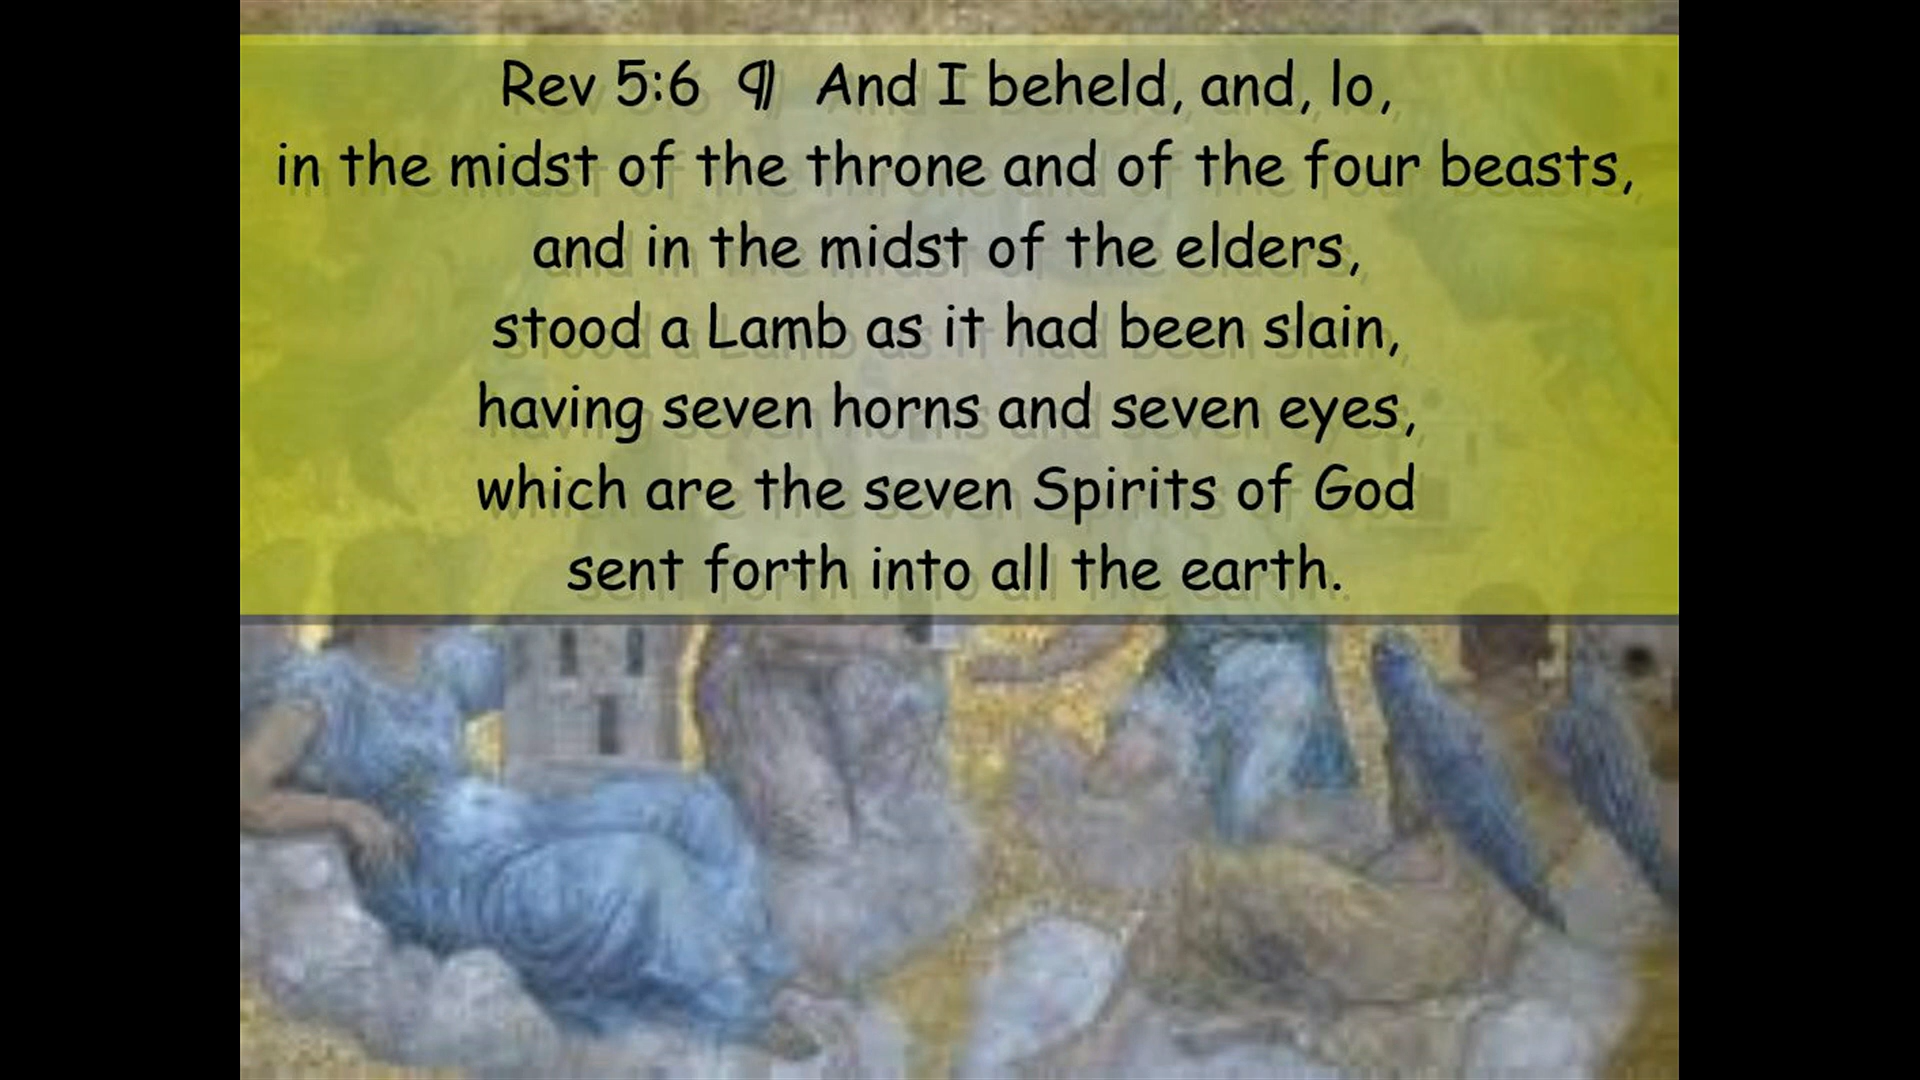 Rev 5:6 ¶ And I beheld, and, lo,
in the midst of the throne and of the four beasts,
and in the midst of the elders,
stood a Lamb as it had been slain,
having seven horns and seven eyes,
which are the seven Spirits of God
sent forth into all the earth.